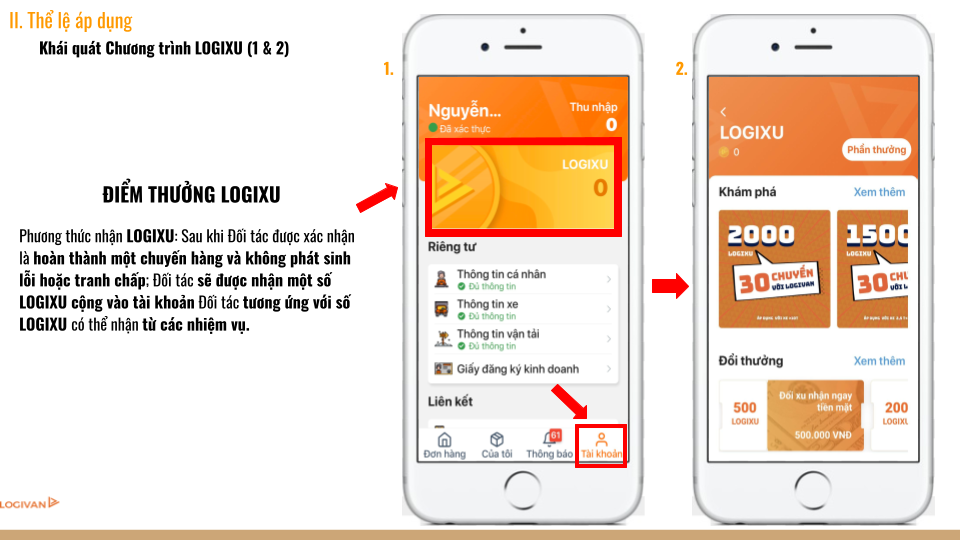 II. Thể lệ áp dụng
Khái quát Chương trình LOGIXU (1 & 2)
ĐIỂM THƯỞNG LOGIXU
Phương thức nhận LOGIXU: Sau khi Đối tác được xác nhận
là hoàn thành một chuyến hàng và không phát sinh
lỗi hoặc tranh chấp; Đối tác sẽ được nhận một số
LOGIXU cộng vào tài khoản Đối tác tương ứng với số
LOGIXU có thể nhận từ các nhiệm vụ.
LOGIVAN
1.
Nguyễn...
Thu nhập
Đã xác thực
0
LOGIXU
0
Riêng tư
Thông tin cá nhân
Đủ thông tin
Thông tin xe
Đủ thông tin
Thông tin vận tải
Đủ thông tin
Giấy đăng ký kinh doanh
Liên kết
61
Đơn hàng
Của tôi
Thông báo
Tài khoản
2.
LOGIXU
0
Phần thưởng
Khám phá
Xem thêm
2000
LOGIXU
30 CHUYẾN
VỚI LOGIVAN
1500
LOGIXU
30 CHU
VỚI LO
Đổi thưởng
Xem thêm
500
LOGIXU
Đổi xu nhận ngay
tiền mặt
500.000 VNĐ
200
LOGIXU